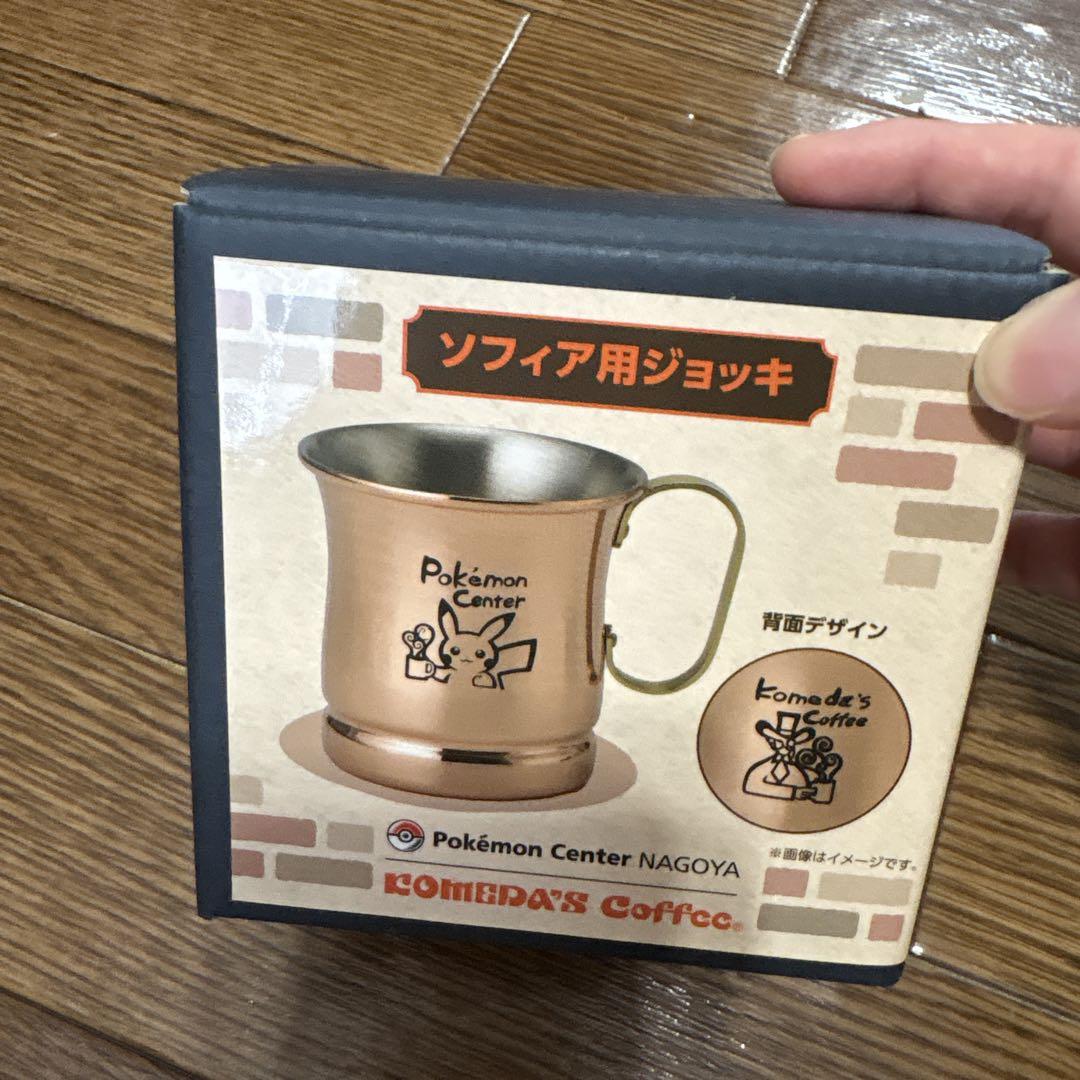 ソフィア用ジョッキ
Pokémon
Center
背面デザイン
Komeda's
Coffee
※画像はイメージです。
Pokémon Center NAGOYA
KOMEDA'S Coffee®